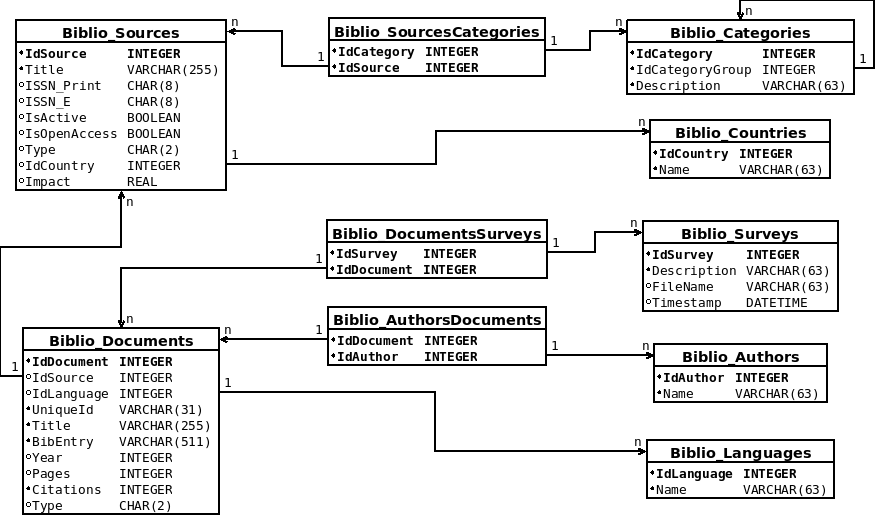 Biblio_Sources
IdSource INTEGER
Title VARCHAR(255)
ISSN_Print CHAR(8)
ISSN_E CHAR(8)
IsActive BOOLEAN
IsOpenAccess BOOLEAN
Type CHAR(2)
IdCountry INTEGER
Impact REAL
n
1
Biblio_SourcesCategories
IdCategory INTEGER
IdSource INTEGER
1
n
n
Biblio_Categories
IdCategory INTEGER
IdCategoryGroup INTEGER
Description VARCHAR(63)
1
1
n
Biblio_Countries
IdCountry INTEGER
Name VARCHAR(63)
n
1
Biblio_DocumentsSurveys
IdSurvey INTEGER
IdDocument INTEGER
1
n
Biblio_Surveys
IdSurvey INTEGER
Description VARCHAR(63)
FileName VARCHAR(63)
Timestamp DATETIME
n
n
1
Biblio_AuthorsDocuments
IdDocument INTEGER
IdAuthor INTEGER
1
n
Biblio_Authors
IdAuthor INTEGER
Name VARCHAR(63)
1
Biblio_Documents
IdDocument INTEGER
IdSource INTEGER
IdLanguage INTEGER
UniqueId VARCHAR(31)
Title VARCHAR(255)
BibEntry VARCHAR(511)
Year INTEGER
Pages INTEGER
Citations INTEGER
Type CHAR(2)
1
n
Biblio_Languages
IdLanguage INTEGER
Name VARCHAR(63)